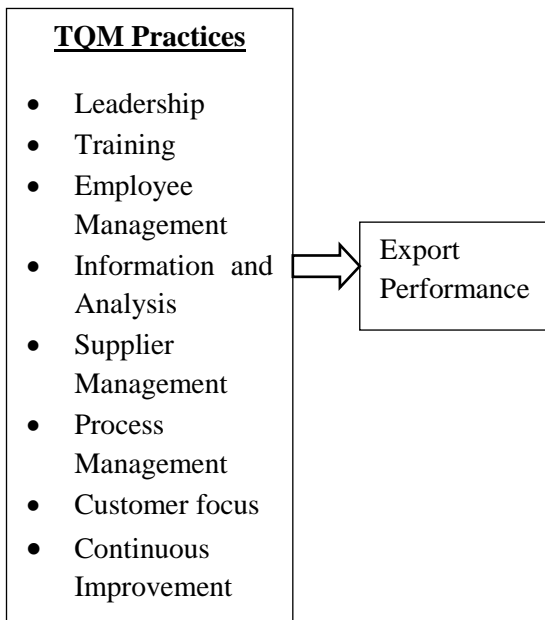 TQM Practices
• Leadership
• Training
• Employee
Management
• Information and
Analysis
• Supplier
Management
• Process
Management
• Customer focus
• Continuous
Improvement
Export
Performance